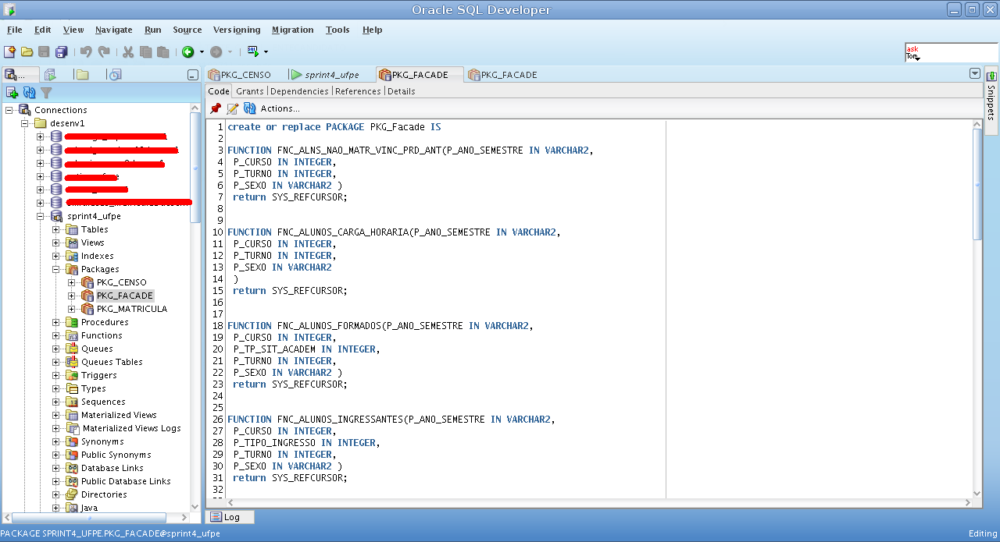 Oracle SQL Developer
File Edit View Navigate Run Source Versioning Migration Tools Help
ask
Tom
...
PKG_CENSO
sprint4_ufpe
PKG_FACADE
PKG_FACADE
Code Grants Dependencies References Details
Actions...
Connections
desenv1
sprint4_ufpe
Tables
Views
Indexes
Packages
PKG_CENSO
PKG_FACADE
PKG_MATRICULA
Procedures
Functions
Queues
Queues Tables
Triggers
Types
Sequences
Materialized Views
Materialized Views Logs
Synonyms
Public Synonyms
Database Links
Public Database Links
Directories
Java
1 create or replace PACKAGE PKG_Facade IS
2
3 FUNCTION FNC_ALNS_NAO_MATR_VINC_PRD_ANT(P_ANO_SEMESTRE IN VARCHAR2,
4 P_CURSO IN INTEGER,
5 P_TURNO IN INTEGER,
6 P_SEXO IN VARCHAR2 )
7 return SYS_REFCURSOR;
8
9
10 FUNCTION FNC_ALUNOS_CARGA_HORARIA(P_ANO_SEMESTRE IN VARCHAR2,
11 P_CURSO IN INTEGER,
12 P_TURNO IN INTEGER,
13 P_SEXO IN VARCHAR2
14 )
15 return SYS_REFCURSOR;
16
17
18 FUNCTION FNC_ALUNOS_FORMADOS(P_ANO_SEMESTRE IN VARCHAR2,
19 P_CURSO IN INTEGER,
20 P_TP_SIT_ACADEM IN INTEGER,
21 P_TURNO IN INTEGER,
22 P_SEXO IN VARCHAR2 )
23 return SYS_REFCURSOR;
24
25
26 FUNCTION FNC_ALUNOS_INGRESSANTES(P_ANO_SEMESTRE IN VARCHAR2,
27 P_CURSO IN INTEGER,
28 P_TIPO_INGRESSO IN INTEGER,
29 P_TURNO IN INTEGER,
30 P_SEXO IN VARCHAR2 )
31 return SYS_REFCURSOR;
32
Snippets
Log
PACKAGE SPRINT4_UFPE.PKG_FACADE@sprint4_ufpe
Editing